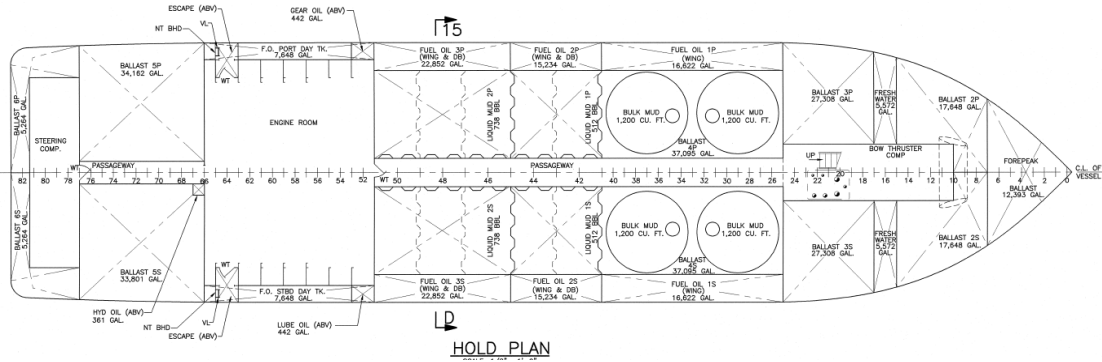 ESCAPE (ABV)
NT BHD
VL
GEAR OIL (ABV)
442 GAL.
15
F.O. PORT DAY TK.
7,648 GAL.
FUEL OIL 3P
(WING & DB)
22,852 GAL.
FUEL OIL 2P
(WING & DB)
15,234 GAL.
FUEL OIL 1P
(WING)
16,622 GAL.
BALLAST 5P
34,162 GAL.
WT
BALLAST 6P
5,264 GAL.
STEERING
COMP.
ENGINE ROOM
LIQUID MUD 2P
738 BBL
LIQUID MUD 1P
512 BBL
BULK MUD
1,200 CU. FT.
BULK MUD
1,200 CU. FT.
BALLAST
4P
37,095 GAL.
BALLAST 3P
27,308 GAL.
FRESH
WATER
5,572
GAL.
BALLAST 2P
17,648 GAL.
WT
PASSAGEWAY
PASSAGEWAY
UP
BOW THRUSTER
COMP
FOREPEAK
BALLAST
12,393 GAL.
82 80 78 76 74 72 70 68 66 64 62 60 58 56 54 52 WT 50 48 46 44 42 40 38 36 34 32 30 28 26 24 22 20 18 16 14 12 10 8 6 4 2 0
C.L. OF
VESSEL
BALLAST 6S
5,264 GAL.
BALLAST 5S
33,801 GAL.
WT
LIQUID MUD 2S
738 BBL
LIQUID MUD 1S
512 BBL
BULK MUD
1,200 CU. FT.
BULK MUD
1,200 CU. FT.
BALLAST
4S
37,095 GAL.
BALLAST 3S
27,308 GAL.
FRESH
WATER
5,572
GAL.
BALLAST 2S
17,648 GAL.
F.O. STBD DAY TK.
7,648 GAL.
FUEL OIL 3S
(WING & DB)
22,852 GAL.
FUEL OIL 2S
(WING & DB)
15,234 GAL.
FUEL OIL 1S
(WING)
16,622 GAL.
HYD OIL (ABV)
361 GAL.
NT BHD
VL
ESCAPE (ABV)
LUBE OIL (ABV)
442 GAL.
D
HOLD PLAN